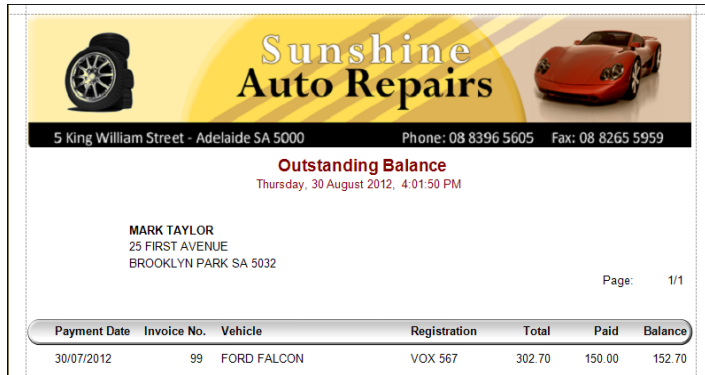 Sunshine
Auto Repairs
5 King William Street - Adelaide SA 5000 Phone: 08 8396 5605 Fax: 08 8265 5959
Outstanding Balance
Thursday, 30 August 2012, 4:01:50 PM
MARK TAYLOR
25 FIRST AVENUE
BROOKLYN PARK SA 5032
Page: 1/1
Payment Date Invoice No. Vehicle Registration Total Paid Balance
30/07/2012 99 FORD FALCON VOX 567 302.70 150.00 152.70